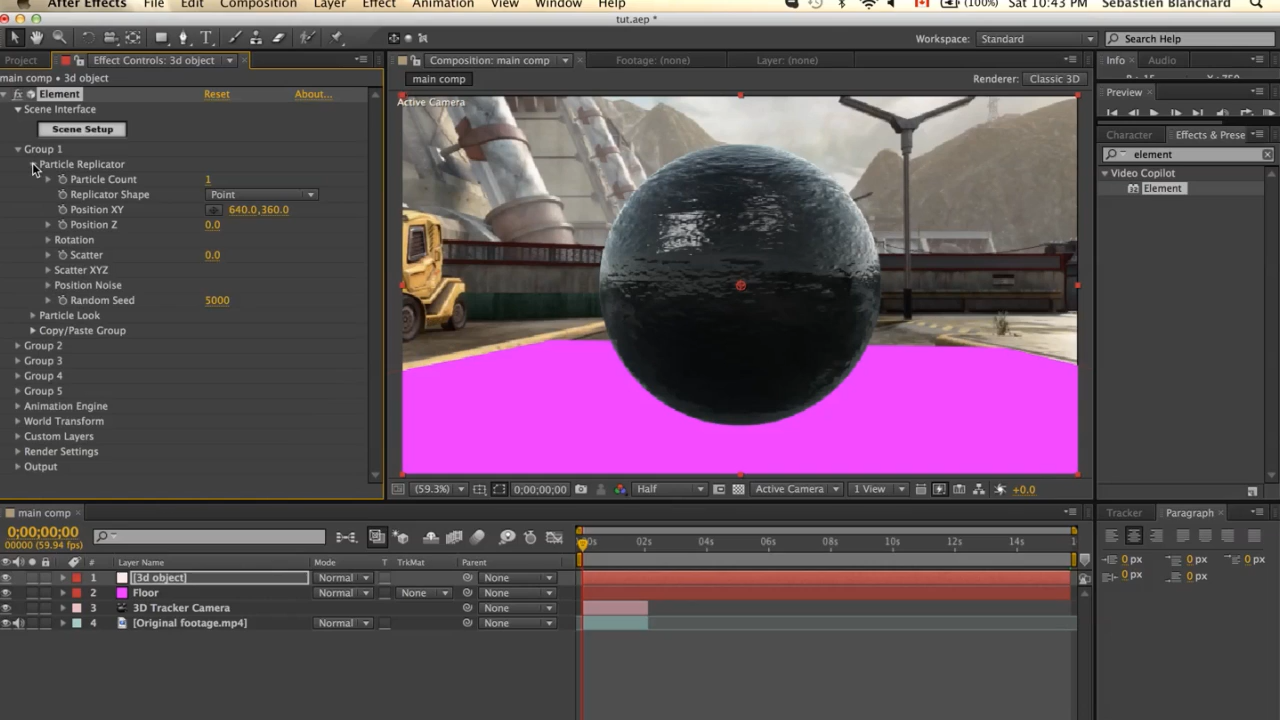 After Effects File Edit Composition Layer Effect Animation View Window Help (100%) Sat 10:43 PM Sebastien Blanchard
tut.aep *
Workspace: Standard Search Help
Project Effect Controls: 3d object Composition: main comp Footage: (none) Layer: (none) Info Audio
main comp • 3d object main comp Renderer: Classic 3D
fx Element Reset About... Active Camera Preview
Scene Interface
Scene Setup
Character Effects & Prese
Group 1 element
Particle Replicator Video Copilot
Particle Count 1 Element
Replicator Shape Point
Position XY 640.0,360.0
Position Z 0.0
Rotation
Scatter 0.0
Scatter XYZ
Position Noise
Random Seed 5000
Particle Look
Copy/Paste Group
Group 2
Group 3
Group 4
Group 5
Animation Engine
World Transform
Custom Layers
Render Settings
Output
(59.3%) 0;00;00;00 Half Active Camera 1 View +0.0
main comp Tracker Paragraph
0;00;00;00
00000 (59.94 fps) 02s 04s 06s 08s 10s 12s 14s
# Layer Name Mode T TrkMat Parent 0 px 0 px 0 px
1 [3d object] Normal None 0 px 0 px
2 Floor Normal None None
3 3D Tracker Camera None
4 [Original footage.mp4] Normal None